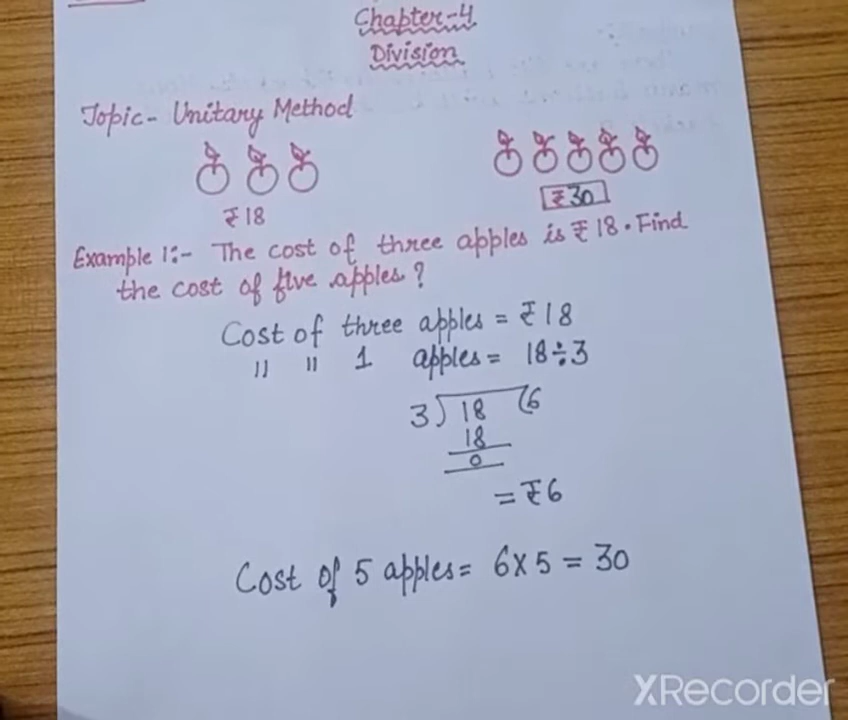 Chapter-4
Division
Topic- Unitary Method
₹18
₹30
Example 1:- The cost of three apples is ₹18. Find
the cost of five apples?
Cost of three apples = ₹18
" " 1 apples = 18÷3
3) 18 (6
18
0
= ₹6
Cost of 5 apples = 6×5 = 30
XRecorder